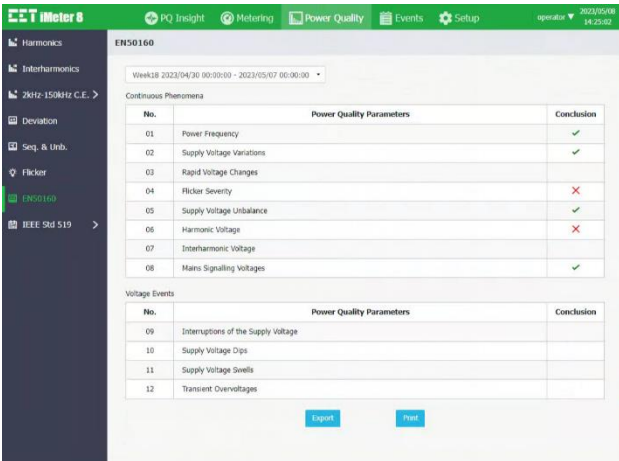 CET iMeter 8
PQ Insight
Metering
Power Quality
Events
Setup
operator ▼
2023/05/08
14:25:02
Harmonics
Interharmonics
2kHz-150kHz C.E. >
Deviation
Seq. & Unb.
Flicker
EN50160
IEEE Std 519 >
EN50160
Week18 2023/04/30 00:00:00 - 2023/05/07 00:00:00
Continuous Phenomena
No. Power Quality Parameters Conclusion
01 Power Frequency ✓
02 Supply Voltage Variations ✓
03 Rapid Voltage Changes
04 Flicker Severity ✕
05 Supply Voltage Unbalance ✓
06 Harmonic Voltage ✕
07 Interharmonic Voltage
08 Mains Signalling Voltages ✓
Voltage Events
No. Power Quality Parameters Conclusion
09 Interruptions of the Supply Voltage
10 Supply Voltage Dips
11 Supply Voltage Swells
12 Transient Overvoltages
Export
Print